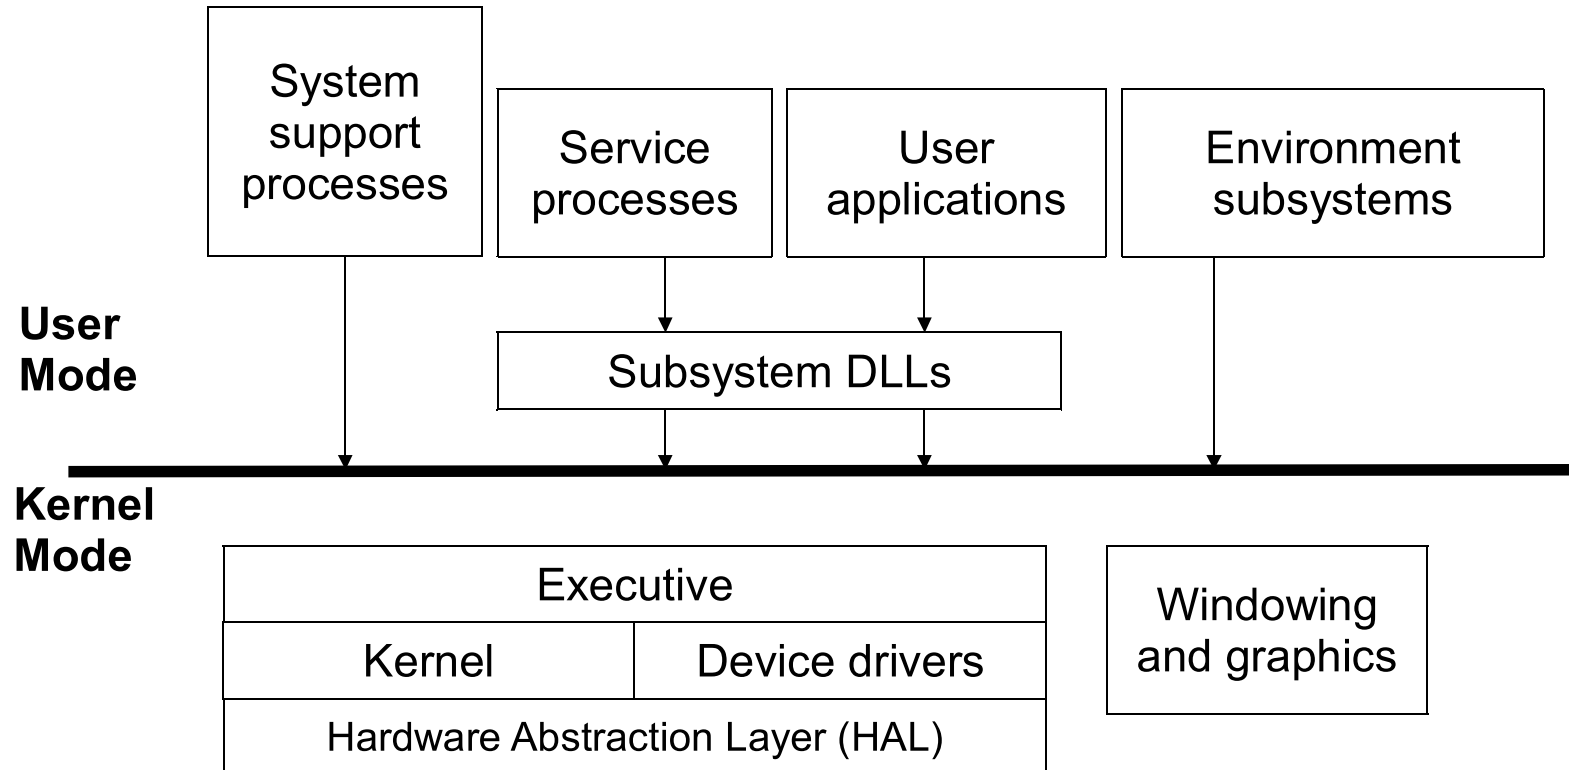 System
support
processes
Service
processes
User
applications
Environment
subsystems
User
Mode
Subsystem DLLs
Kernel
Mode
Executive
Kernel
Device drivers
Hardware Abstraction Layer (HAL)
Windowing
and graphics